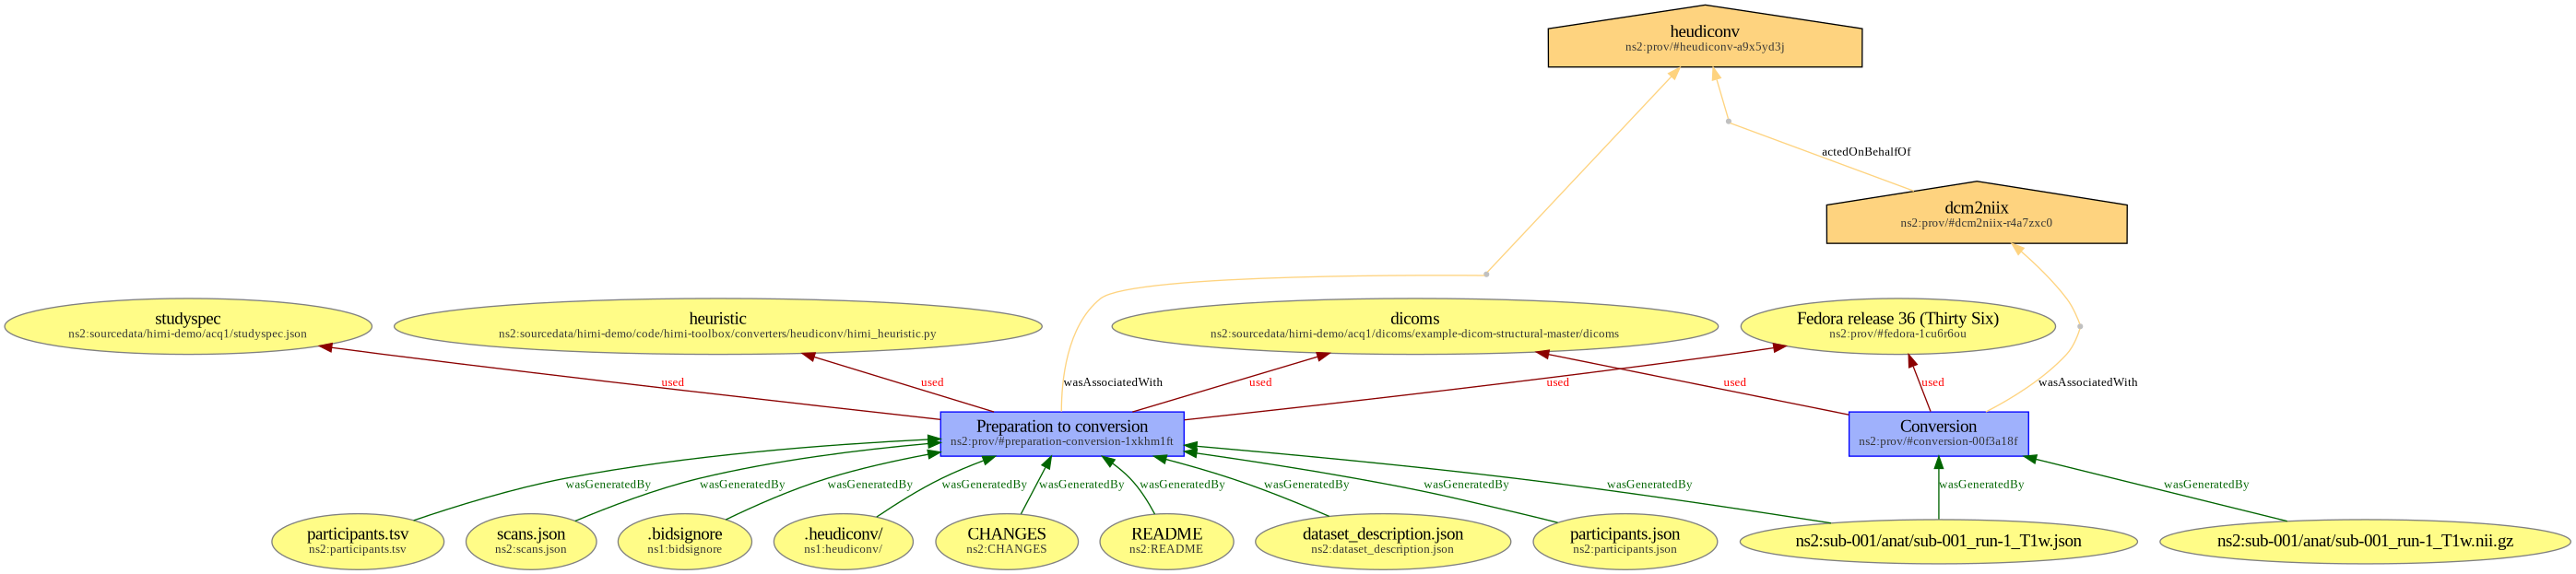 heudiconv
ns2:prov/#heudiconv-a9x5yd3j
actedOnBehalfOf
dcm2niix
ns2:prov/#dcm2niix-r4a7zxc0
studyspec
ns2:sourcedata/hirni-demo/acq1/studyspec.json
heuristic
ns2:sourcedata/hirni-demo/code/hirni-toolbox/converters/heudiconv/hirni_heuristic.py
dicoms
ns2:sourcedata/hirni-demo/acq1/dicoms/example-dicom-structural-master/dicoms
Fedora release 36 (Thirty Six)
ns2:prov/#fedora-1cu6r6ou
used
used
wasAssociatedWith
used
used
used
used
wasAssociatedWith
Preparation to conversion
ns2:prov/#preparation-conversion-1xkhm1ft
Conversion
ns2:prov/#conversion-00f3a18f
wasGeneratedBy
wasGeneratedBy
wasGeneratedBy
wasGeneratedBy
wasGeneratedBy
wasGeneratedBy
wasGeneratedBy
wasGeneratedBy
wasGeneratedBy
wasGeneratedBy
wasGeneratedBy
participants.tsv
ns2:participants.tsv
scans.json
ns2:scans.json
.bidsignore
ns1:bidsignore
.heudiconv/
ns1:heudiconv/
CHANGES
ns2:CHANGES
README
ns2:README
dataset_description.json
ns2:dataset_description.json
participants.json
ns2:participants.json
ns2:sub-001/anat/sub-001_run-1_T1w.json
ns2:sub-001/anat/sub-001_run-1_T1w.nii.gz